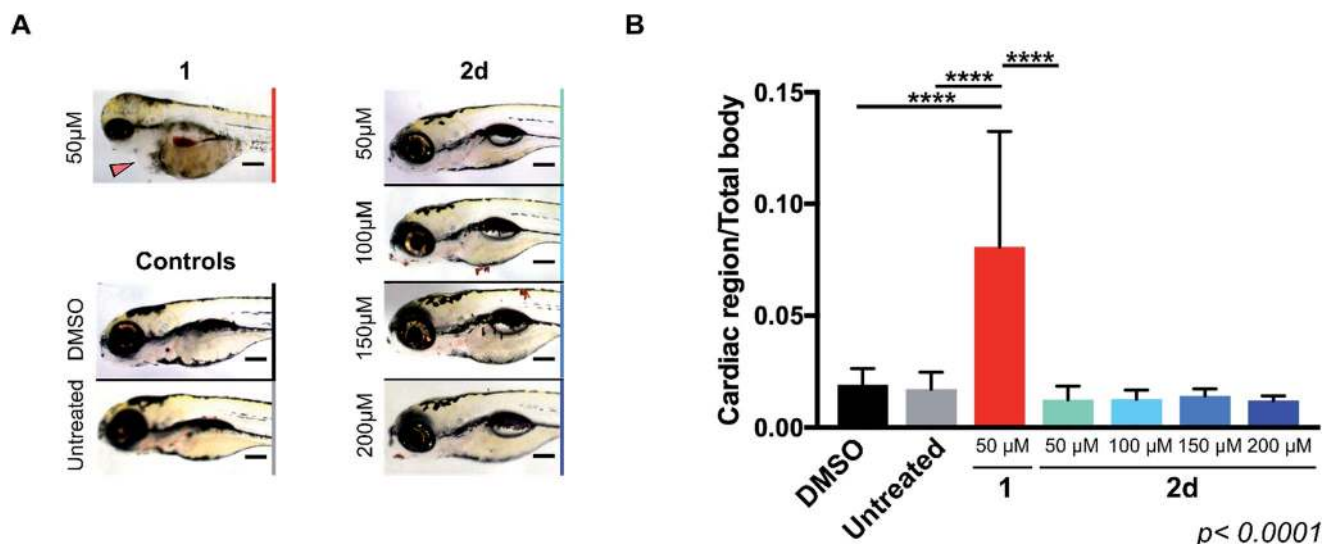 A
1
2d
50µM
50µM
100µM
Controls
DMSO
150µM
Untreated
200µM
B
****
****
****
Cardiac region/Total body
0.15
0.10
0.05
0.00
DMSO
Untreated
50 µM
50 µM 100 µM 150 µM 200 µM
1
2d
p< 0.0001